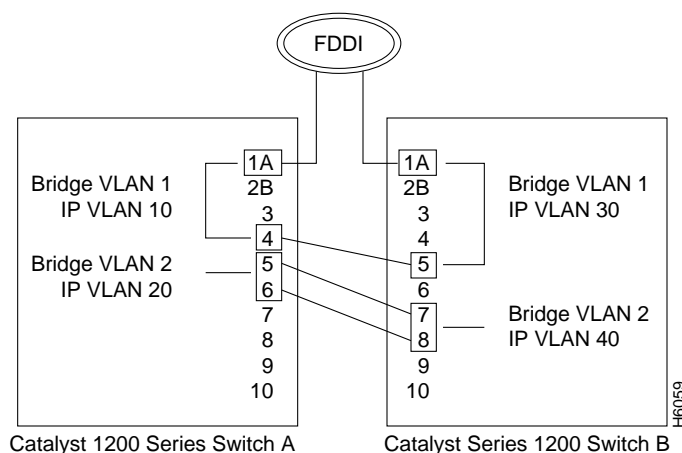 FDDI
1A
2B
3
4
5
6
7
8
9
10
Bridge VLAN 1
IP VLAN 10
Bridge VLAN 2
IP VLAN 20
1A
2B
3
4
5
6
7
8
9
10
Bridge VLAN 1
IP VLAN 30
Bridge VLAN 2
IP VLAN 40
H6059
Catalyst 1200 Series Switch A
Catalyst Series 1200 Switch B